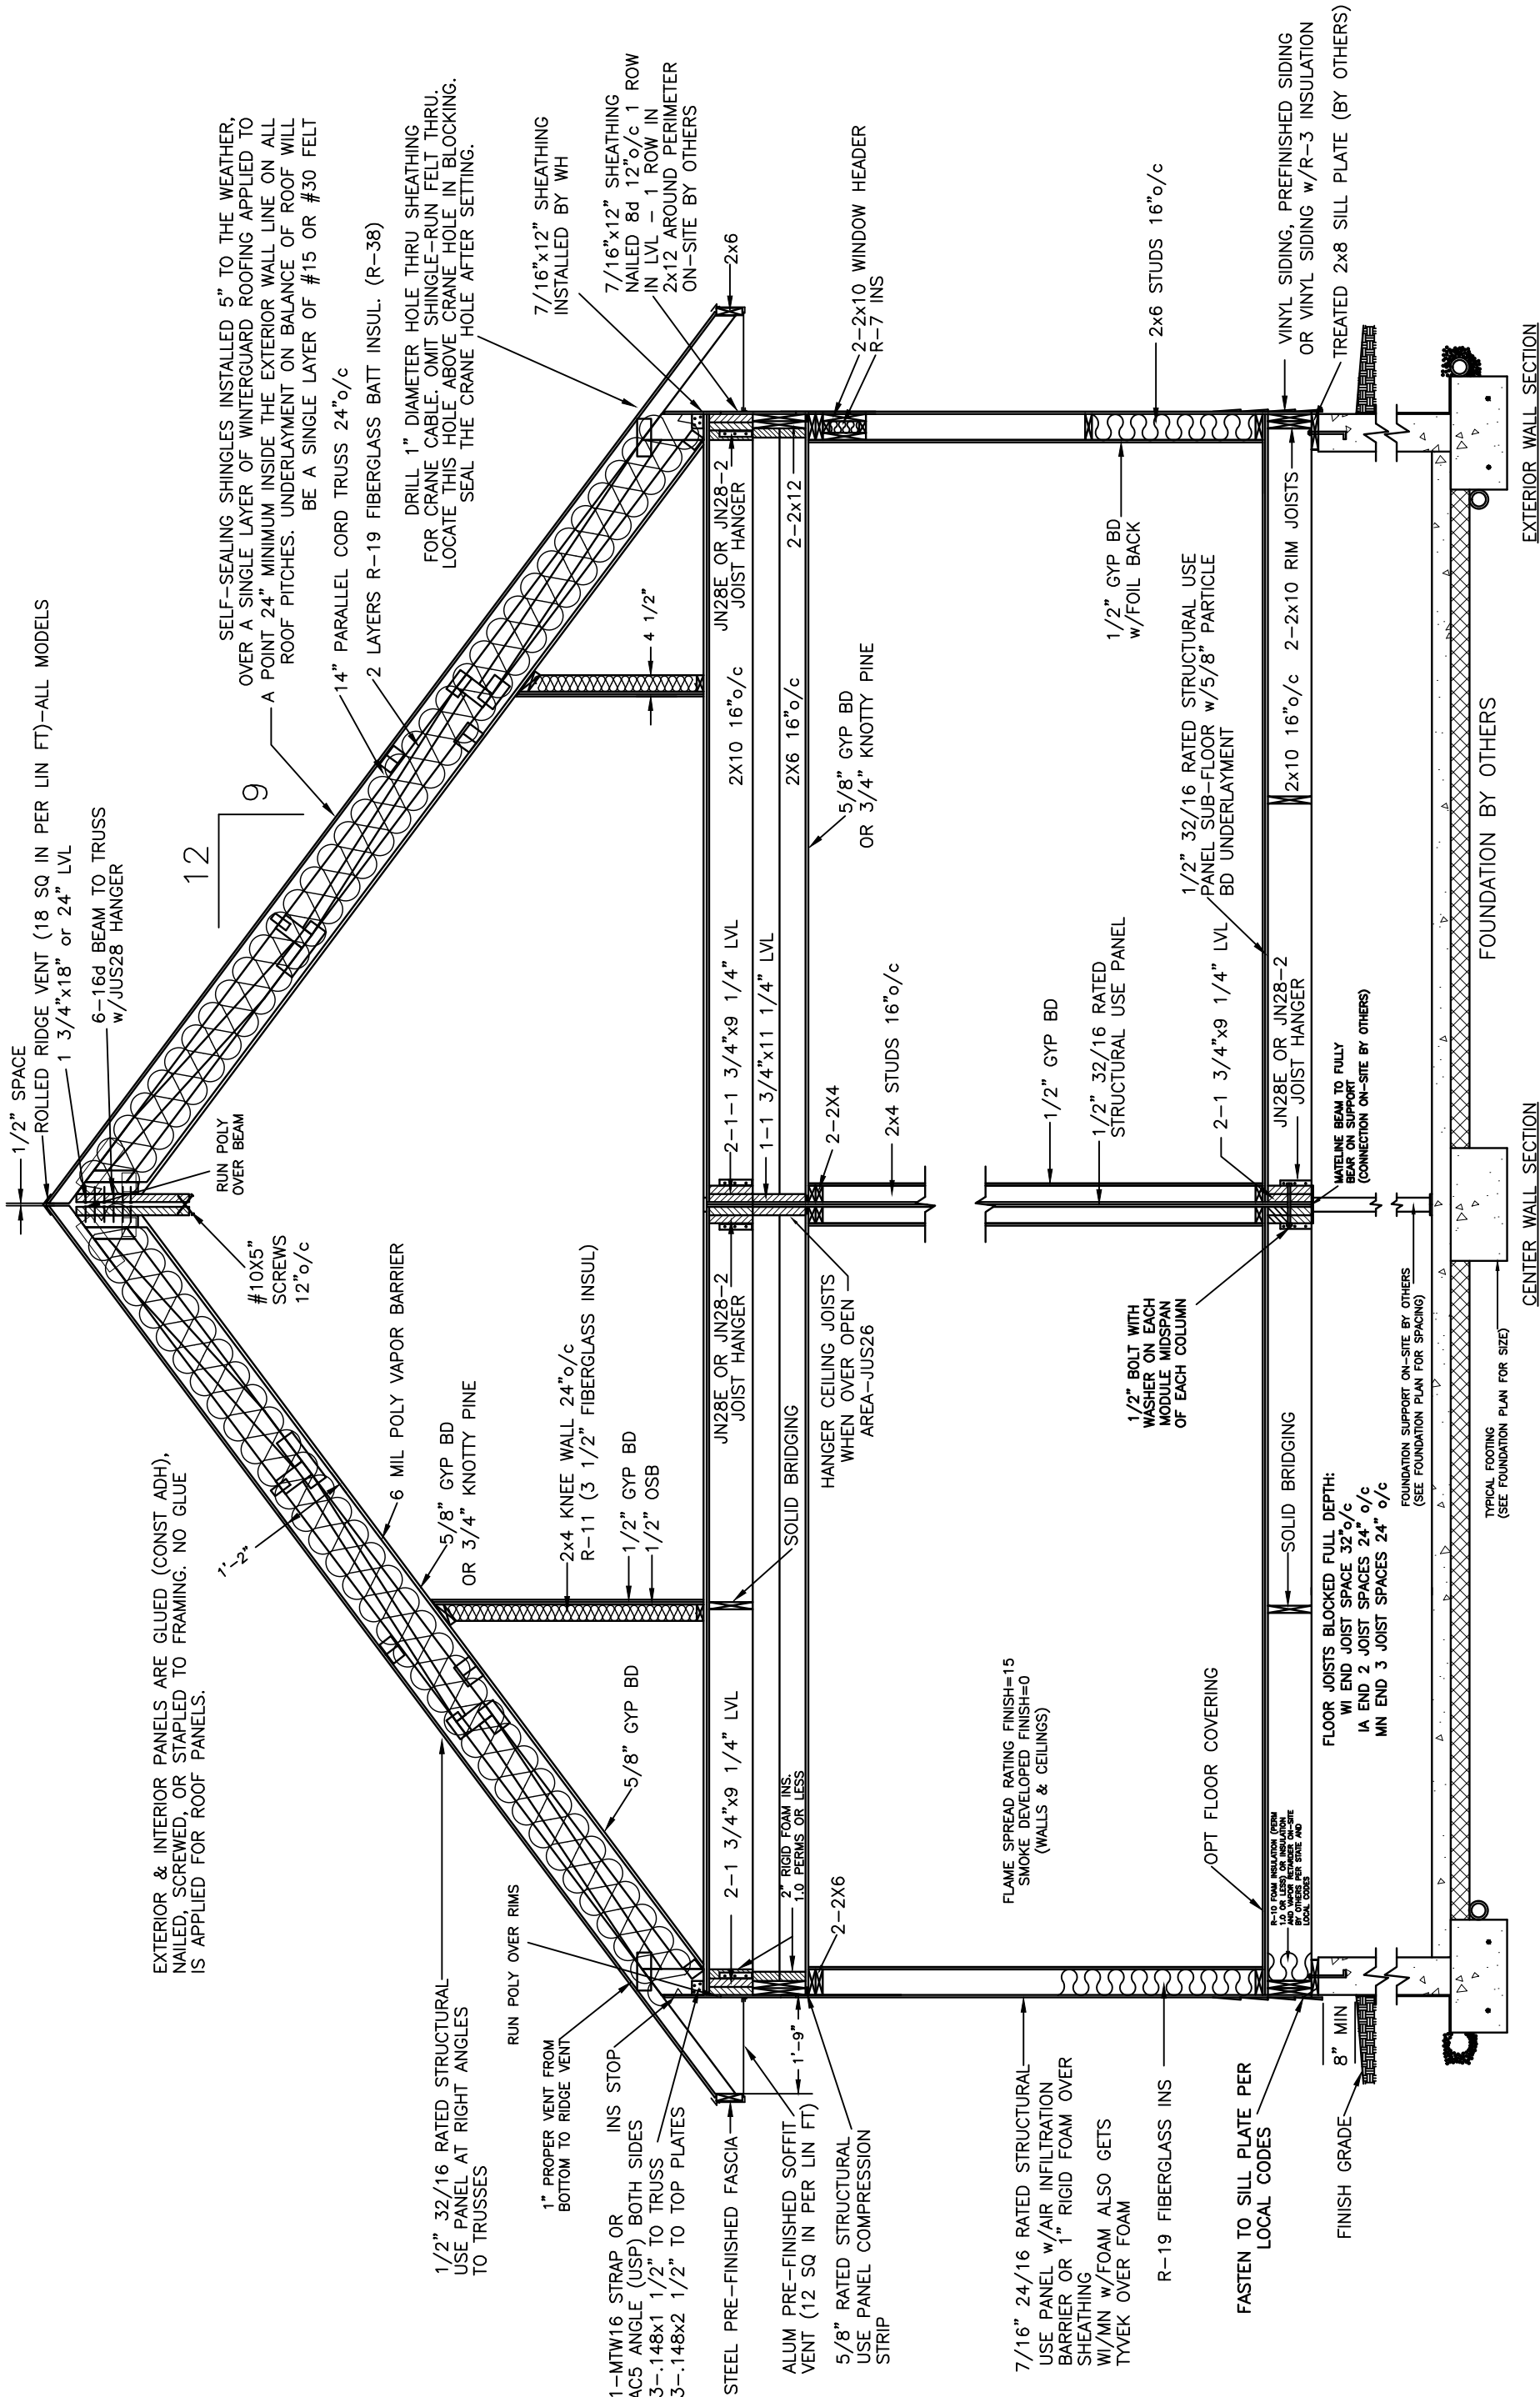 EXTERIOR & INTERIOR PANELS ARE GLUED (CONST ADH),
NAILED, SCREWED, OR STAPLED TO FRAMING. NO GLUE
IS APPLIED FOR ROOF PANELS.
1/2" 32/16 RATED STRUCTURAL
USE PANEL AT RIGHT ANGLES
TO TRUSSES
RUN POLY OVER RIMS
1" PROPER VENT FROM
BOTTOM TO RIDGE VENT
INS STOP
1-MTW16 STRAP OR
AC5 ANGLE (USP) BOTH SIDES
3-.148x1 1/2" TO TRUSS
3-.148x2 1/2" TO TOP PLATES
STEEL PRE-FINISHED FASCIA
ALUM PRE-FINISHED SOFFIT
VENT (12 SQ IN PER LIN FT)
1'-9"
5/8" RATED STRUCTURAL
USE PANEL COMPRESSION
STRIP
7/16" 24/16 RATED STRUCTURAL
USE PANEL w/AIR INFILTRATION
BARRIER OR 1" RIGID FOAM OVER
SHEATHING
WI/MN w/FOAM ALSO GETS
TYVEK OVER FOAM
R-19 FIBERGLASS INS
FASTEN TO SILL PLATE PER
LOCAL CODES
8" MIN
FINISH GRADE
1/2" SPACE
ROLLED RIDGE VENT (18 SQ IN PER LIN FT)-ALL MODELS
1 3/4"x18" or 24" LVL
6-16d BEAM TO TRUSS
w/JUS28 HANGER
RUN POLY
OVER BEAM
#10X5"
SCREWS
12"o/c
1'-2"
6 MIL POLY VAPOR BARRIER
5/8" GYP BD
OR 3/4" KNOTTY PINE
2x4 KNEE WALL 24"o/c
R-11 (3 1/2" FIBERGLASS INSUL)
1/2" GYP BD
1/2" OSB
5/8" GYP BD
2-1 3/4"x9 1/4" LVL
SOLID BRIDGING
JN28E OR JN28-2
JOIST HANGER
2" RIGID FOAM INS.
1.0 PERMS OR LESS
2-2X6
HANGER CEILING JOISTS
WHEN OVER OPEN
AREA-JUS26
FLAME SPREAD RATING FINISH=15
SMOKE DEVELOPED FINISH=0
(WALLS & CEILINGS)
OPT FLOOR COVERING
R-10 FOAM INSULATION (PERM
1.0 OR LESS) OR INSULATION
AND VAPOR RETARDER ON-SITE
BY OTHERS PER STATE AND
LOCAL CODES
1/2" BOLT WITH
WASHER ON EACH
MODULE MIDSPAN
OF EACH COLUMN
SOLID BRIDGING
FLOOR JOISTS BLOCKED FULL DEPTH:
WI END JOIST SPACE 32"o/c
IA END 2 JOIST SPACES 24" o/c
MN END 3 JOIST SPACES 24" o/c
FOUNDATION SUPPORT ON-SITE BY OTHERS
(SEE FOUNDATION PLAN FOR SPACING)
TYPICAL FOOTING
(SEE FOUNDATION PLAN FOR SIZE)
12
9
SELF-SEALING SHINGLES INSTALLED 5" TO THE WEATHER,
OVER A SINGLE LAYER OF WINTERGUARD ROOFING APPLIED TO
A POINT 24" MINIMUM INSIDE THE EXTERIOR WALL LINE ON ALL
ROOF PITCHES. UNDERLAYMENT ON BALANCE OF ROOF WILL
BE A SINGLE LAYER OF #15 OR #30 FELT
14" PARALLEL CORD TRUSS 24"o/c
2 LAYERS R-19 FIBERGLASS BATT INSUL. (R-38)
DRILL 1" DIAMETER HOLE THRU SHEATHING
FOR CRANE CABLE. OMIT SHINGLE-RUN FELT THRU.
LOCATE THIS HOLE ABOVE CRANE HOLE IN BLOCKING.
SEAL THE CRANE HOLE AFTER SETTING.
7/16"x12" SHEATHING
INSTALLED BY WH
7/16"x12" SHEATHING
NAILED 8d 12"o/c 1 ROW
IN LVL - 1 ROW IN
2x12 AROUND PERIMETER
ON-SITE BY OTHERS
2x6
4 1/2"
2-1-1 3/4"x9 1/4" LVL
1-1 3/4"x11 1/4" LVL
2X10 16"o/c
2X6 16"o/c
JN28E OR JN28-2
JOIST HANGER
2-2x12
2-2x10 WINDOW HEADER
R-7 INS
2-2X4
2x4 STUDS 16"o/c
5/8" GYP BD
OR 3/4" KNOTTY PINE
1/2" GYP BD
1/2" 32/16 RATED
STRUCTURAL USE PANEL
1/2" GYP BD
w/FOIL BACK
2x6 STUDS 16"o/c
1/2" 32/16 RATED STRUCTURAL USE
PANEL SUB-FLOOR w/5/8" PARTICLE
BD UNDERLAYMENT
2-1 3/4"x9 1/4" LVL
JN28E OR JN28-2
JOIST HANGER
2x10 16"o/c
2-2x10 RIM JOISTS
MATELINE BEAM TO FULLY
BEAR ON SUPPORT
(CONNECTION ON-SITE BY OTHERS)
VINYL SIDING, PREFINISHED SIDING
OR VINYL SIDING w/R-3 INSULATION
TREATED 2x8 SILL PLATE (BY OTHERS)
FOUNDATION BY OTHERS
CENTER WALL SECTION
EXTERIOR WALL SECTION